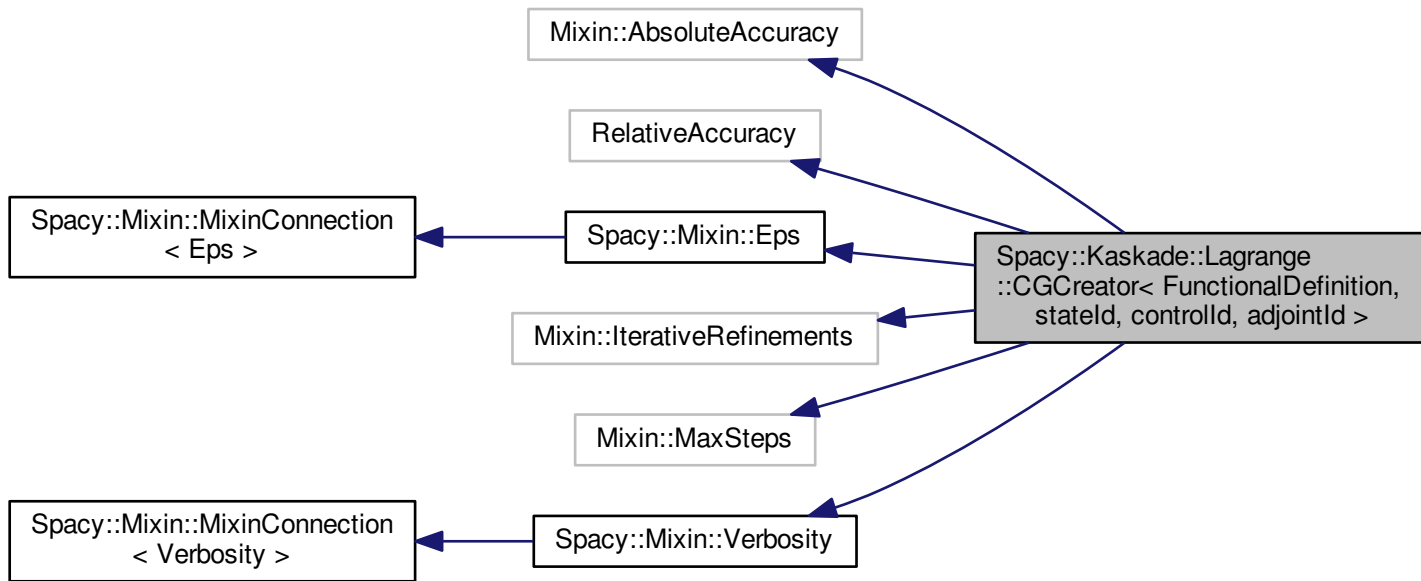 Mixin::AbsoluteAccuracy
RelativeAccuracy
Spacy::Mixin::MixinConnection
< Eps >
Spacy::Mixin::Eps
Spacy::Kaskade::Lagrange
::CGCreator< FunctionalDefinition,
stateId, controlId, adjointId >
Mixin::IterativeRefinements
Mixin::MaxSteps
Spacy::Mixin::MixinConnection
< Verbosity >
Spacy::Mixin::Verbosity